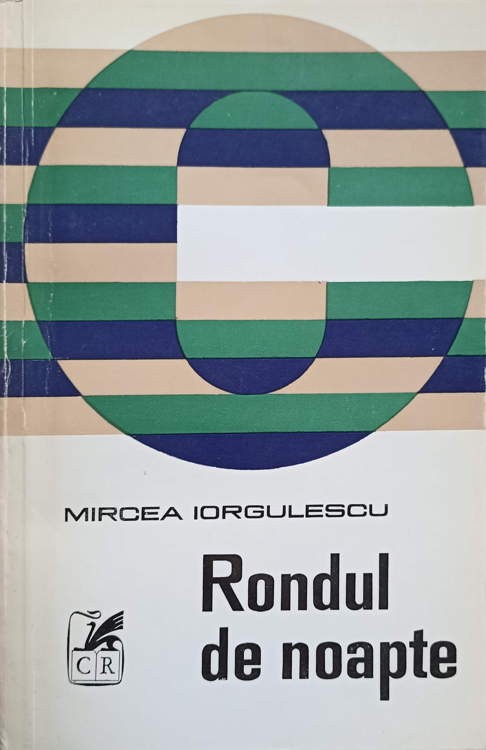 MIRCEA IORGULESCU
Rondul
de noapte
CR